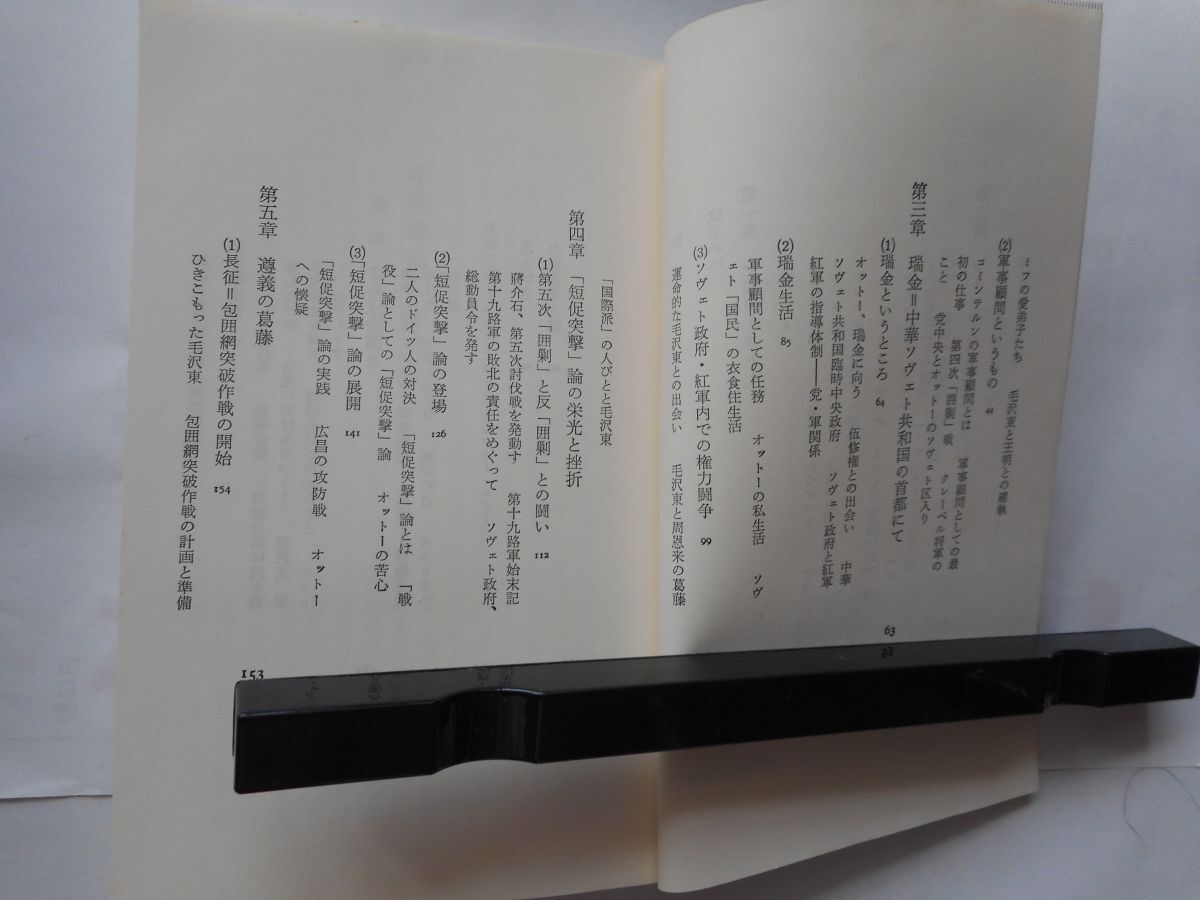 ミフの愛弟子たち　毛沢東と王明との確執
(2)軍事顧問というもの 44
コミンテルンの軍事顧問とは　軍事顧問としての最
初の仕事　第四次「囲剿」戦　クレーベル将軍の
こと　党中央とオットーのソヴェト区入り
第三章　瑞金＝中華ソヴェト共和国の首都にて 63
(1)瑞金というところ 64
オットー、瑞金に向う　伍修権との出会い　中華
ソヴェト共和国臨時中央政府　ソヴェト政府と紅軍
紅軍の指導体制――党・軍関係
(2)瑞金生活 85
軍事顧問としての任務　オットーの私生活　ソヴ
ェト「国民」の衣食住生活
(3)ソヴェト政府・紅軍内での権力闘争 99
運命的な毛沢東との出会い　毛沢東と周恩来の葛藤
「国際派」の人びとと毛沢東
第四章　「短促突撃」論の栄光と挫折
(1)第五次「囲剿」と反「囲剿」との闘い 112
蔣介石、第五次討伐戦を発動す　第十九路軍始末記
第十九路軍の敗北の責任をめぐって　ソヴェト政府、
総動員令を発す
(2)「短促突撃」論の登場 126
二人のドイツ人の対決　「短促突撃」論とは　「戦
役」論としての「短促突撃」論　オットーの苦心
(3)「短促突撃」論の展開 141
「短促突撃」論の実践　広昌の攻防戦　オットー
への懐疑
第五章　遵義の葛藤 153
(1)長征＝包囲網突破作戦の開始 154
ひきこもった毛沢東　包囲網突破作戦の計画と準備